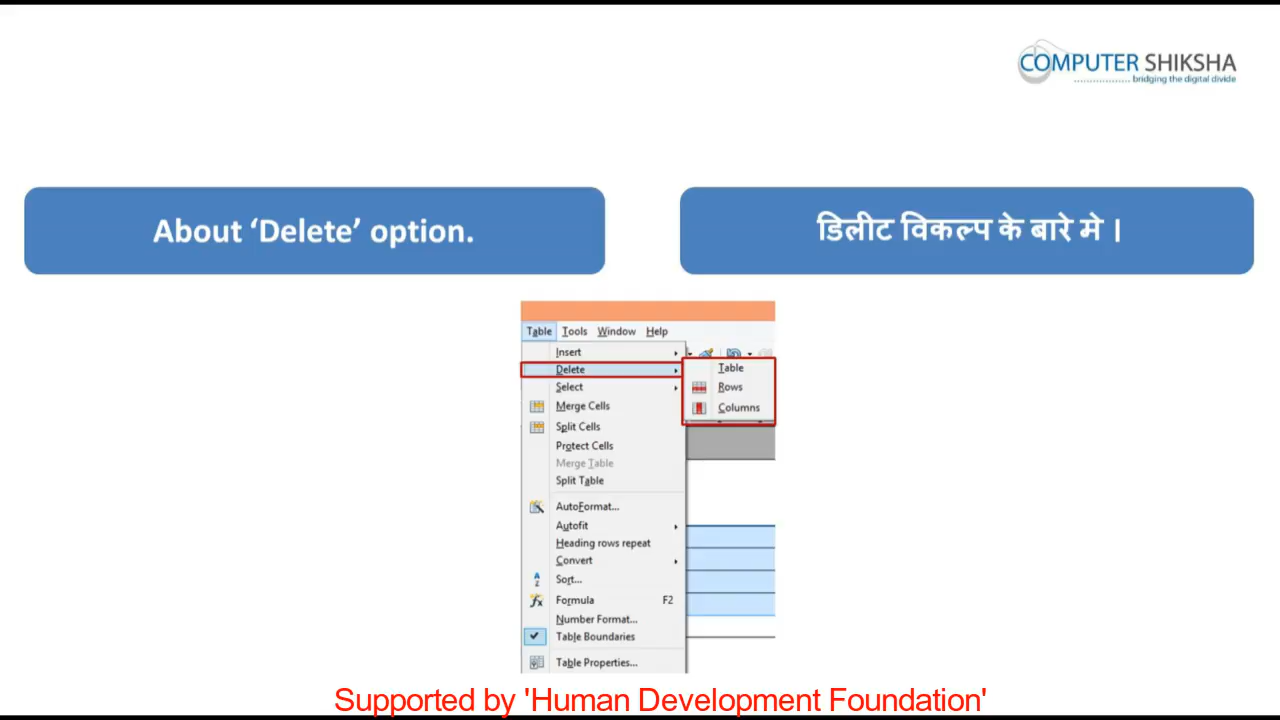 COMPUTER SHIKSHA
bridging the digital divide
About ‘Delete’ option.
डिलीट विकल्प के बारे मे ।
Table Tools Window Help
Insert
Delete
Select
Merge Cells
Split Cells
Protect Cells
Merge Table
Split Table
AutoFormat...
Autofit
Heading rows repeat
Convert
Sort...
Formula F2
Number Format...
Table Boundaries
Table Properties...
Table
Rows
Columns
Supported by 'Human Development Foundation'